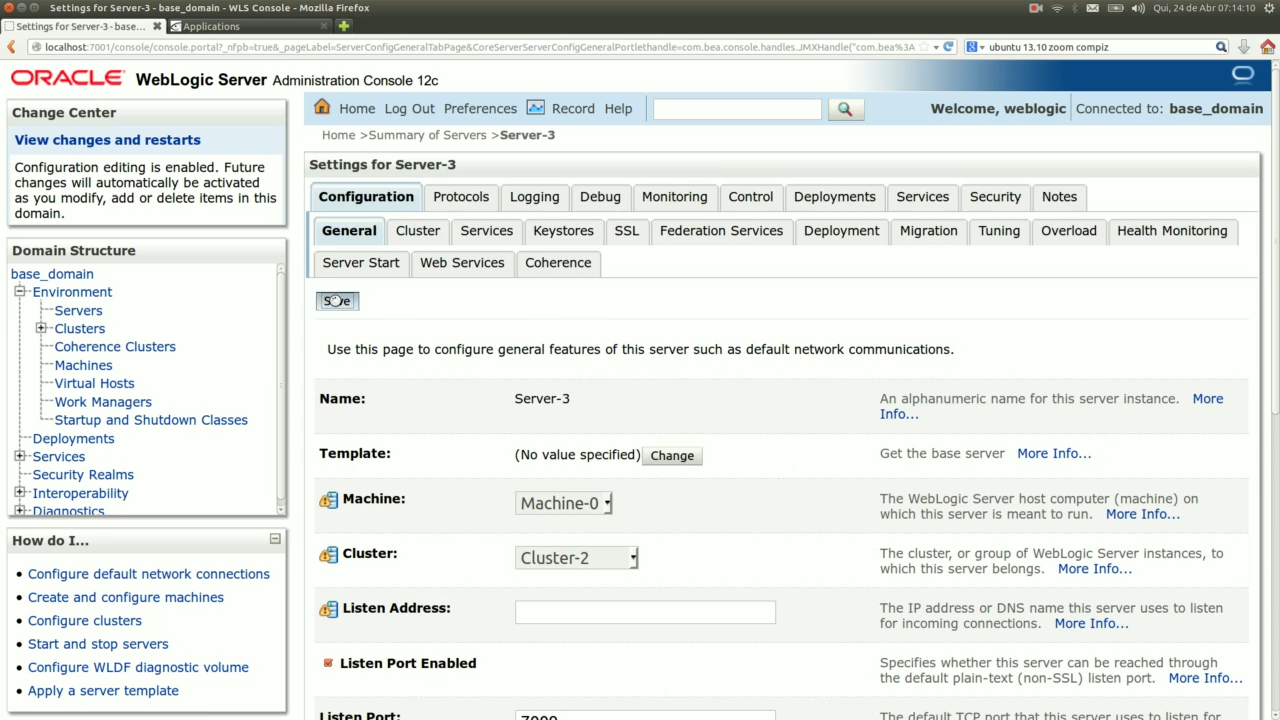 Settings for Server-3 - base_domain - WLS Console - Mozilla Firefox
Qui, 24 de Abr 07:14:10
Settings for Server-3 - base...
Applications
localhost:7001/console/console.portal?_nfpb=true&_pageLabel=ServerConfigGeneralTabPage&CoreServerServerConfigGeneralPortlethandle=com.bea.console.handles.JMXHandle("com.bea%3A
ubuntu 13.10 zoom compiz
ORACLE WebLogic Server Administration Console 12c
Change Center
View changes and restarts
Configuration editing is enabled. Future
changes will automatically be activated
as you modify, add or delete items in this
domain.
Domain Structure
base_domain
Environment
Servers
Clusters
Coherence Clusters
Machines
Virtual Hosts
Work Managers
Startup and Shutdown Classes
Deployments
Services
Security Realms
Interoperability
Diagnostics
How do I...
Configure default network connections
Create and configure machines
Configure clusters
Start and stop servers
Configure WLDF diagnostic volume
Apply a server template
Home Log Out Preferences Record Help
Welcome, weblogic Connected to: base_domain
Home >Summary of Servers >Server-3
Settings for Server-3
Configuration Protocols Logging Debug Monitoring Control Deployments Services Security Notes
General Cluster Services Keystores SSL Federation Services Deployment Migration Tuning Overload Health Monitoring
Server Start Web Services Coherence
Save
Use this page to configure general features of this server such as default network communications.
Name: Server-3 An alphanumeric name for this server instance. More
Info...
Template: (No value specified) Change Get the base server More Info...
Machine: Machine-0 The WebLogic Server host computer (machine) on
which this server is meant to run. More Info...
Cluster: Cluster-2 The cluster, or group of WebLogic Server instances, to
which this server belongs. More Info...
Listen Address: The IP address or DNS name this server uses to listen
for incoming connections. More Info...
Listen Port Enabled Specifies whether this server can be reached through
the default plain-text (non-SSL) listen port. More Info...
Listen Port: The default TCP port that this server uses to listen for